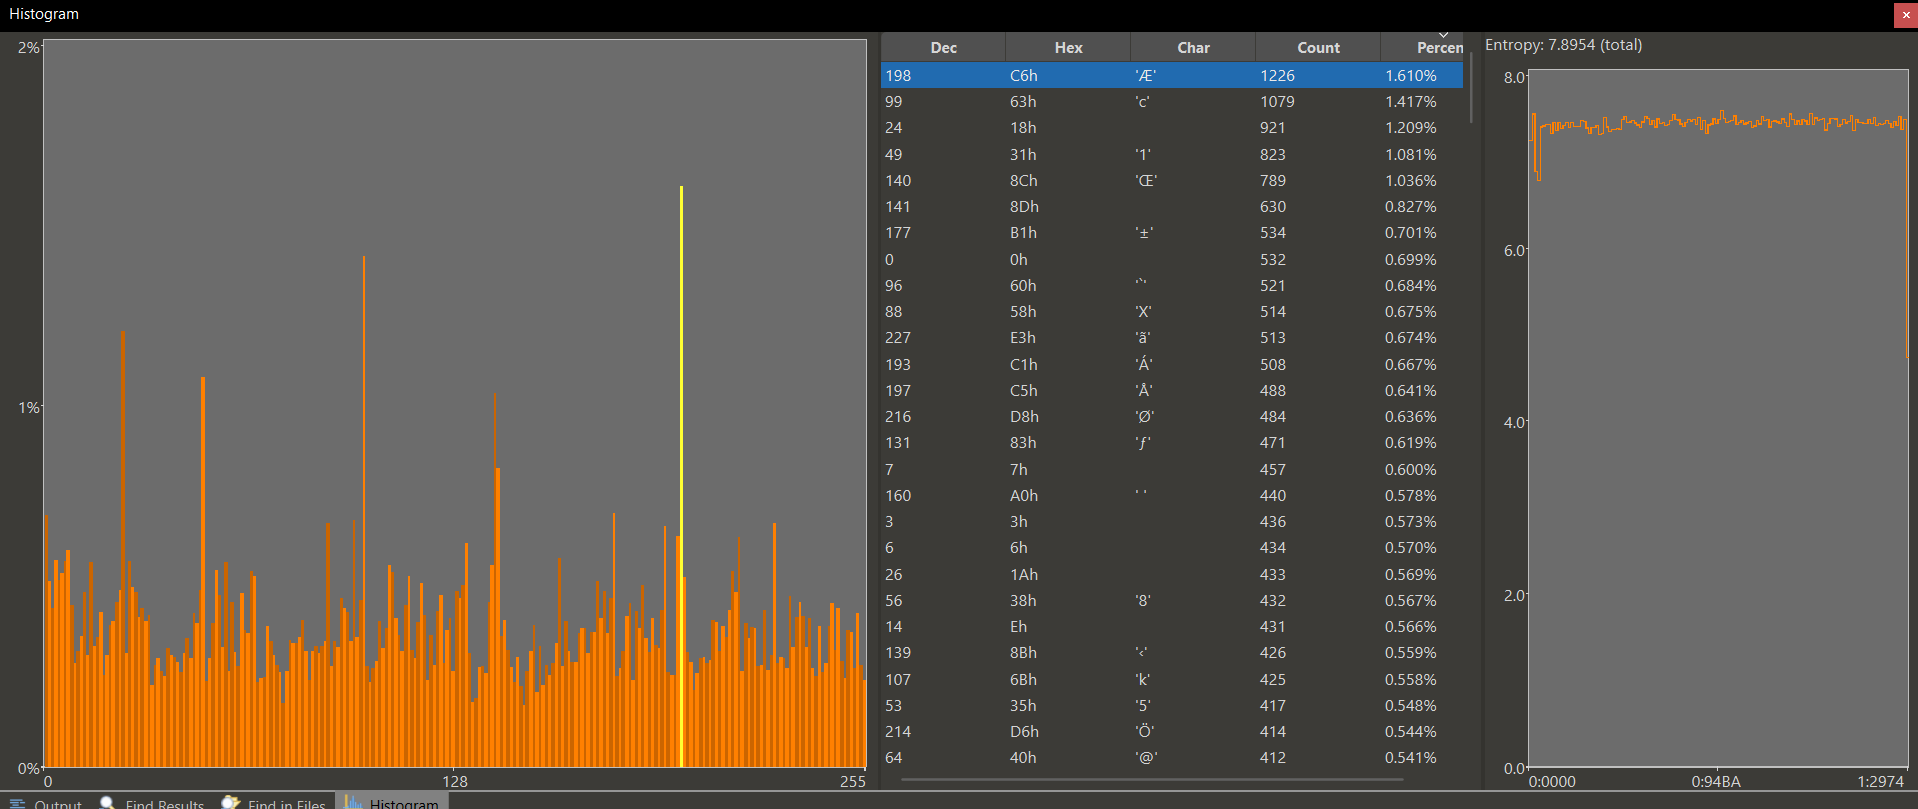 Histogram
×
2%
1%
0%
0 128 255
Dec Hex Char Count Percen
198 C6h 'Æ' 1226 1.610%
99 63h 'c' 1079 1.417%
24 18h 921 1.209%
49 31h '1' 823 1.081%
140 8Ch 'Œ' 789 1.036%
141 8Dh 630 0.827%
177 B1h '±' 534 0.701%
0 0h 532 0.699%
96 60h '`' 521 0.684%
88 58h 'X' 514 0.675%
227 E3h 'ã' 513 0.674%
193 C1h 'Á' 508 0.667%
197 C5h 'Å' 488 0.641%
216 D8h 'Ø' 484 0.636%
131 83h 'ƒ' 471 0.619%
7 7h 457 0.600%
160 A0h ' ' 440 0.578%
3 3h 436 0.573%
6 6h 434 0.570%
26 1Ah 433 0.569%
56 38h '8' 432 0.567%
14 Eh 431 0.566%
139 8Bh '‹' 426 0.559%
107 6Bh 'k' 425 0.558%
53 35h '5' 417 0.548%
214 D6h 'Ö' 414 0.544%
64 40h '@' 412 0.541%
Entropy: 7.8954 (total)
8.0
6.0
4.0
2.0
0.0
0:0000 0:94BA 1:2974
Output Find Results Find in Files Histogram